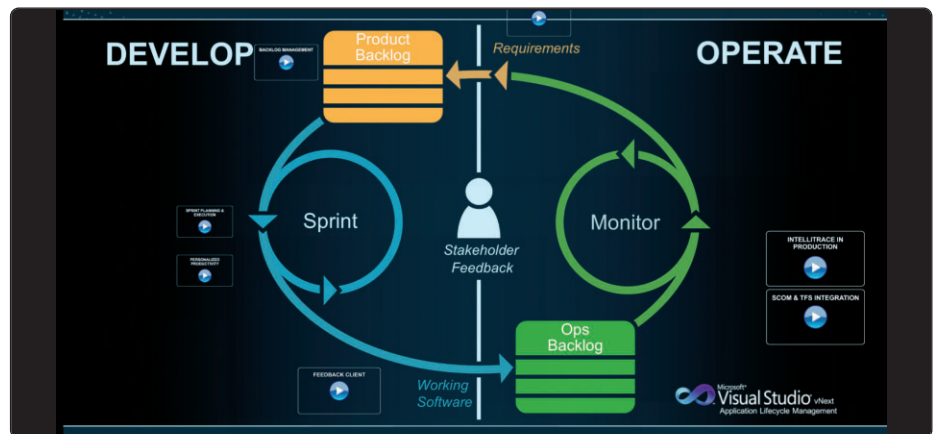 DEVELOP
BACKLOG MANAGEMENT
Product
Backlog
Requirements
OPERATE
SPRINT PLANNING &
EXECUTION
Sprint
Monitor
Stakeholder
Feedback
PERSONALIZED
PRODUCTIVITY
INTELLITRACE IN
PRODUCTION
SCOM & TFS INTEGRATION
Ops
Backlog
FEEDBACK CLIENT
Working
Software
Microsoft®
Visual Studio® vNext
Application Lifecycle Management